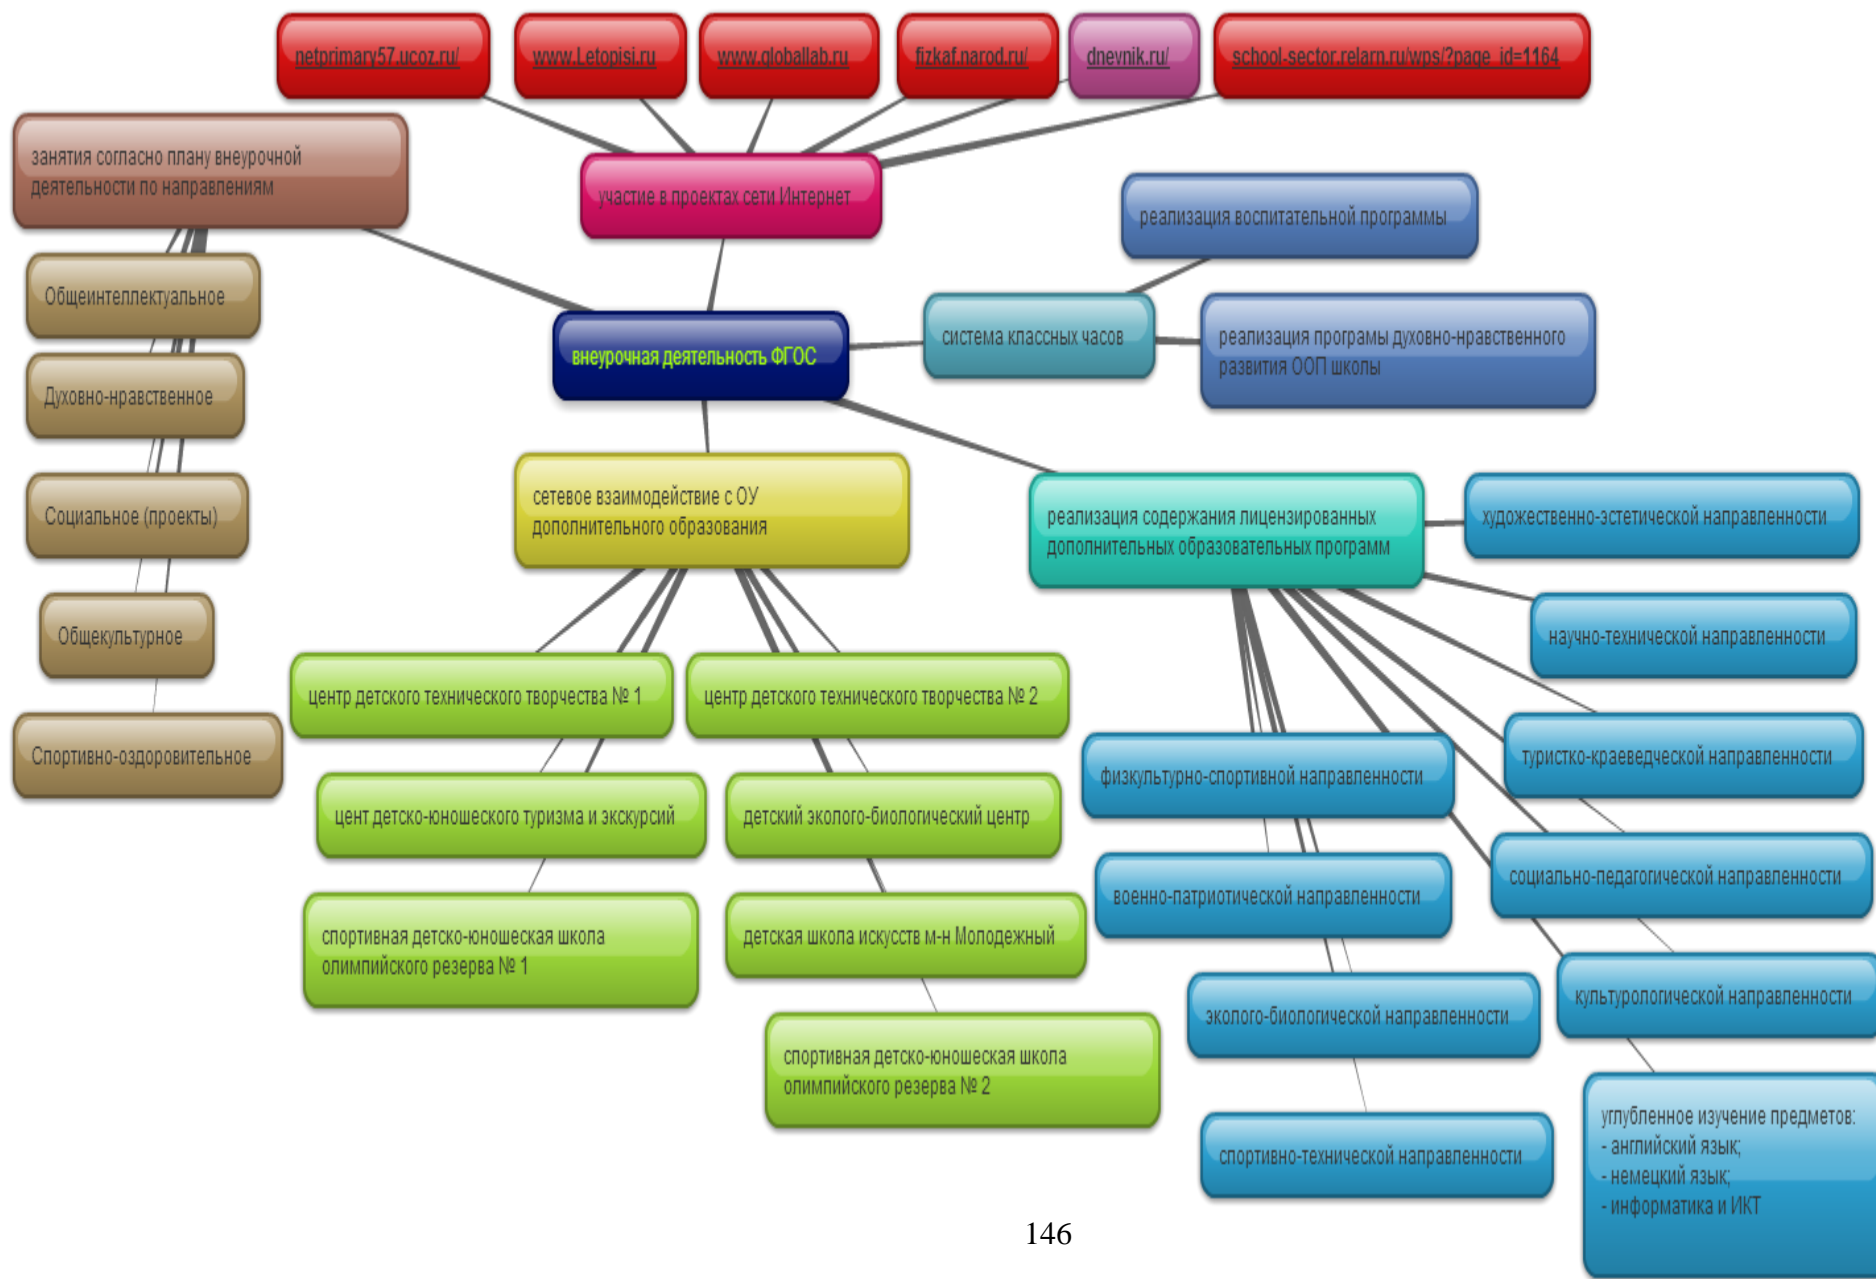 netprimary57.ucoz.ru/
www.Letopisi.ru
www.globallab.ru
fizkaf.narod.ru/
dnevnik.ru/
school-sector.relarn.ru/wps/?page_id=1164
занятия согласно плану внеурочной
деятельности по направлениям
участие в проектах сети Интернет
реализация воспитательной программы
Общеинтеллектуальное
внеурочная деятельность ФГОС
система классных часов
реализация програмы духовно-нравственного
развития ООП школы
Духовно-нравственное
Социальное (проекты)
Общекультурное
Спортивно-оздоровительное
сетевое взаимодействие с ОУ
дополнительного образования
реализация содержания лицензированных
дополнительных образовательных программ
художественно-эстетической направленности
научно-технической направленности
туристко-краеведческой направленности
социально-педагогической направленности
культурологической направленности
углубленное изучение предметов:
- английский язык;
- немецкий язык;
- информатика и ИКТ
центр детского технического творчества № 1
центр детского технического творчества № 2
цент детско-юношеского туризма и экскурсий
детский эколого-биологический центр
спортивная детско-юношеская школа
олимпийского резерва № 1
детская школа искусств м-н Молодежный
спортивная детско-юношеская школа
олимпийского резерва № 2
физкультурно-спортивной направленности
военно-патриотической направленности
эколого-биологической направленности
спортивно-технической направленности
146